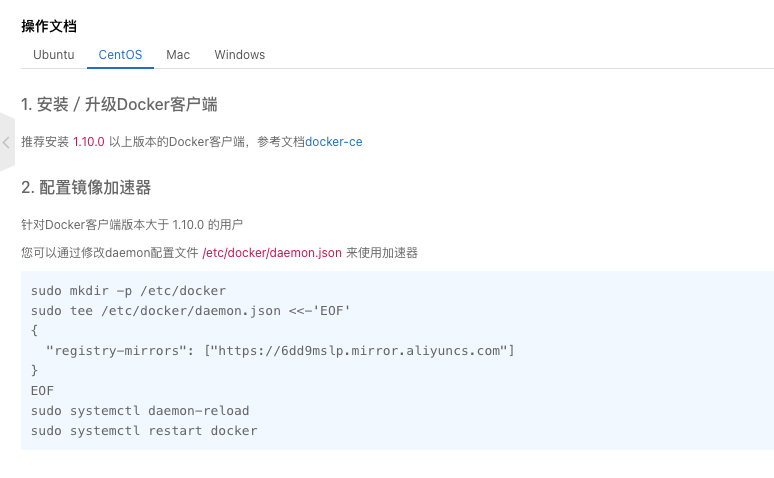 操作文档
Ubuntu CentOS Mac Windows
1. 安装 / 升级Docker客户端
推荐安装 1.10.0 以上版本的Docker客户端，参考文档docker-ce
2. 配置镜像加速器
针对Docker客户端版本大于 1.10.0 的用户
您可以通过修改daemon配置文件 /etc/docker/daemon.json 来使用加速器
sudo mkdir -p /etc/docker
sudo tee /etc/docker/daemon.json <<-'EOF'
{
  "registry-mirrors": ["https://6dd9mslp.mirror.aliyuncs.com"]
}
EOF
sudo systemctl daemon-reload
sudo systemctl restart docker